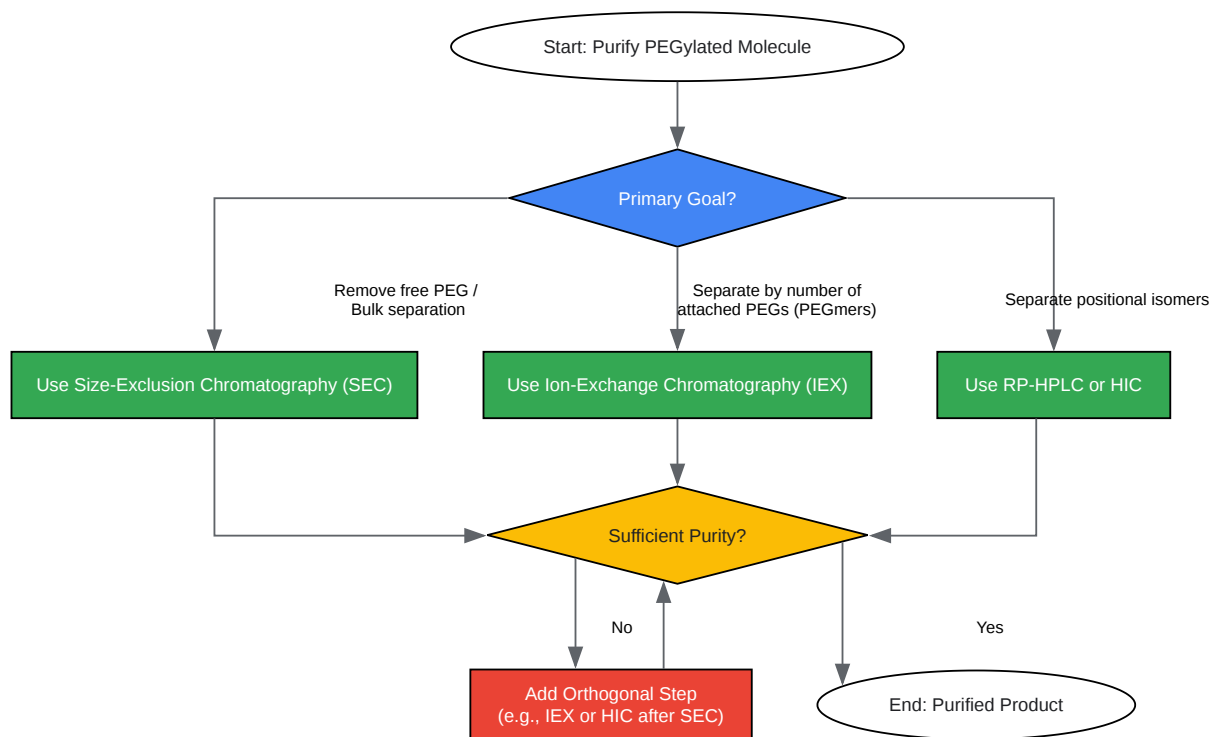 Start: Purify PEGylated Molecule
Primary Goal?
Remove free PEG /
Bulk separation
Separate by number of
attached PEGs (PEGmers)
Separate positional isomers
Use Size-Exclusion Chromatography (SEC)
Use Ion-Exchange Chromatography (IEX)
Use RP-HPLC or HIC
Sufficient Purity?
No
Yes
Add Orthogonal Step
(e.g., IEX or HIC after SEC)
End: Purified Product